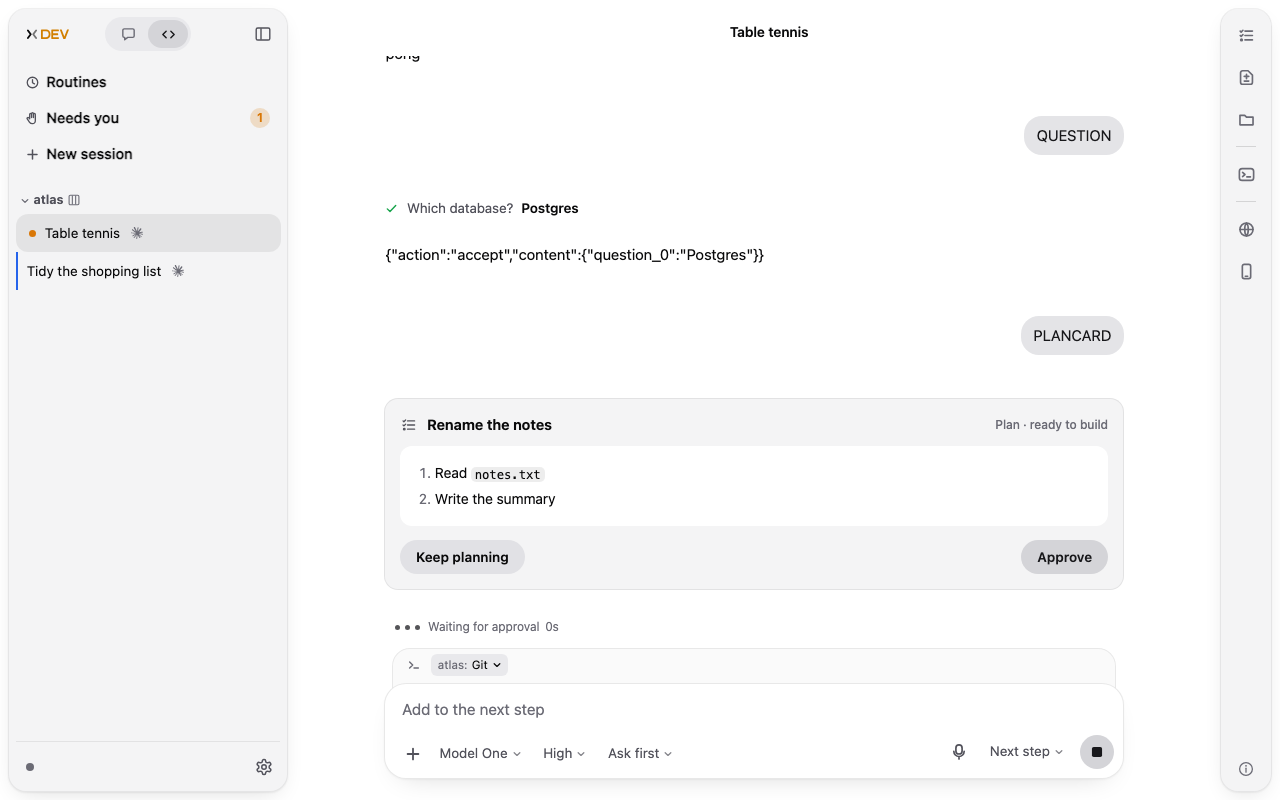 DEV
Table tennis
Routines
Needs you
1
New session
atlas
Table tennis
Tidy the shopping list
pong
QUESTION
Which database? Postgres
{"action":"accept","content":{"question_0":"Postgres"}}
PLANCARD
Rename the notes
Plan · ready to build
1. Read notes.txt
2. Write the summary
Keep planning
Approve
Waiting for approval 0s
atlas: Git
Add to the next step
Model One
High
Ask first
Next step